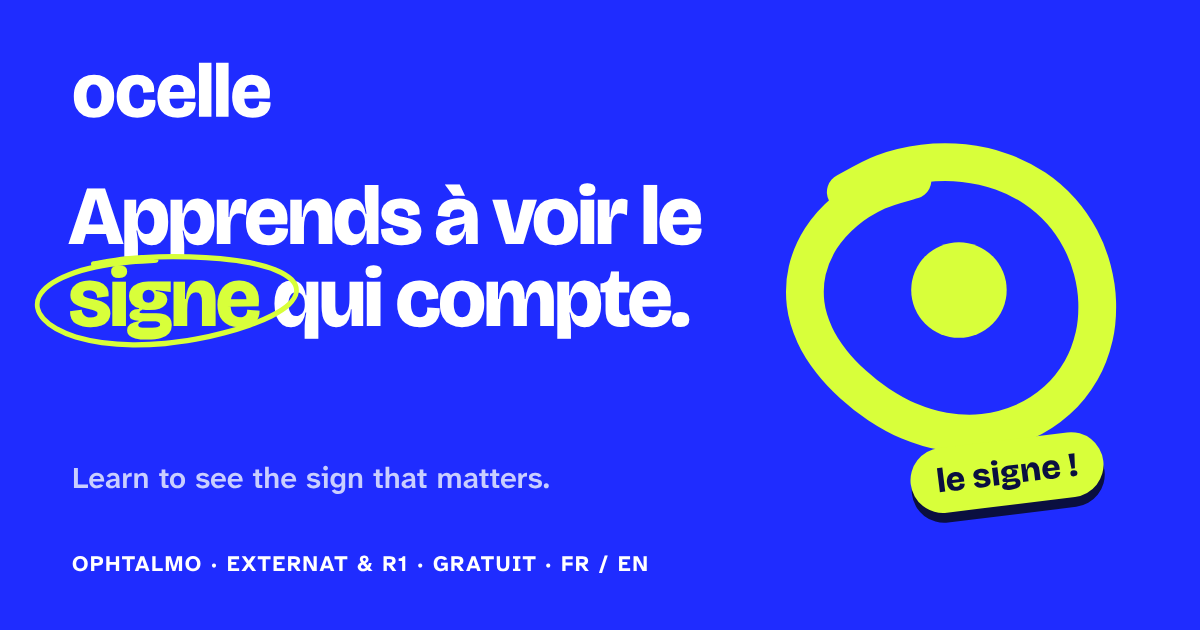 ocelle
Apprends à voir le
signe qui compte.
Learn to see the sign that matters.
OPHTALMO · EXTERNAT & R1 · GRATUIT · FR / EN
le signe !